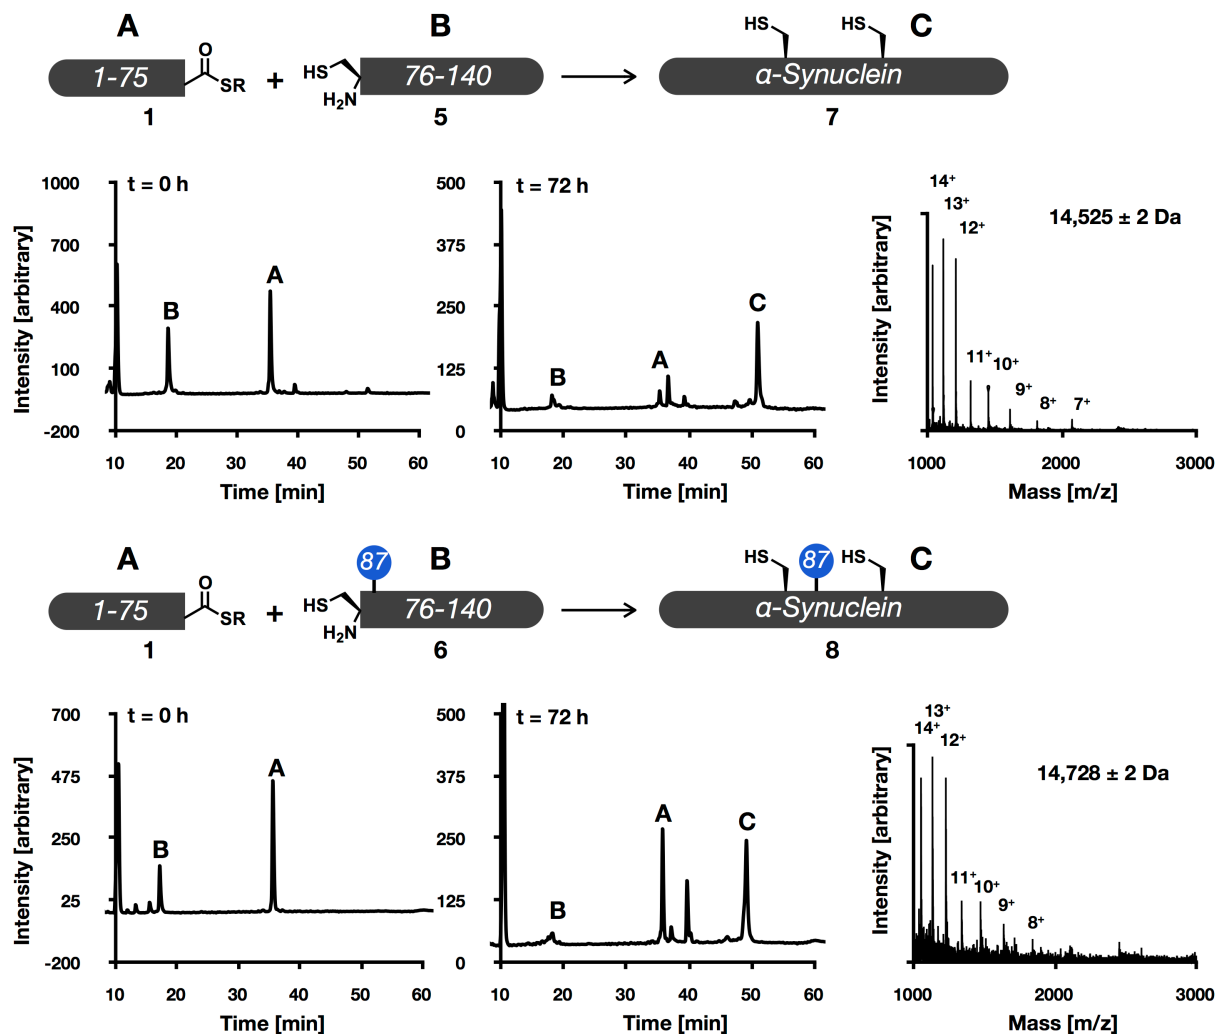 A B C
HS HS
1-75 O SR + HS H₂N 76-140 α-Synuclein
1 5 7
1000 t = 0 h 500 t = 72 h 14⁺
13⁺
700 375 12⁺ 14,525 ± 2 Da
B A C
400 250
B A 11⁺ 10⁺
100 125 9⁺ 8⁺ 7⁺
-200 0
10 20 30 40 50 60 10 20 30 40 50 60 1000 2000 3000
Intensity [arbitrary] Intensity [arbitrary] Intensity [arbitrary]
Time [min] Time [min] Mass [m/z]
A 87 B HS 87 HS C
1-75 O SR + HS H₂N 76-140 α-Synuclein
1 6 8
700 t = 0 h 500 t = 72 h 13⁺
14⁺ 12⁺
475 A 375 14,728 ± 2 Da
250 B 250 A C
25 125 B 11⁺ 10⁺ 9⁺ 8⁺
-200 0
10 20 30 40 50 60 10 20 30 40 50 60 1000 2000 3000
Intensity [arbitrary] Intensity [arbitrary] Intensity [arbitrary]
Time [min] Time [min] Mass [m/z]